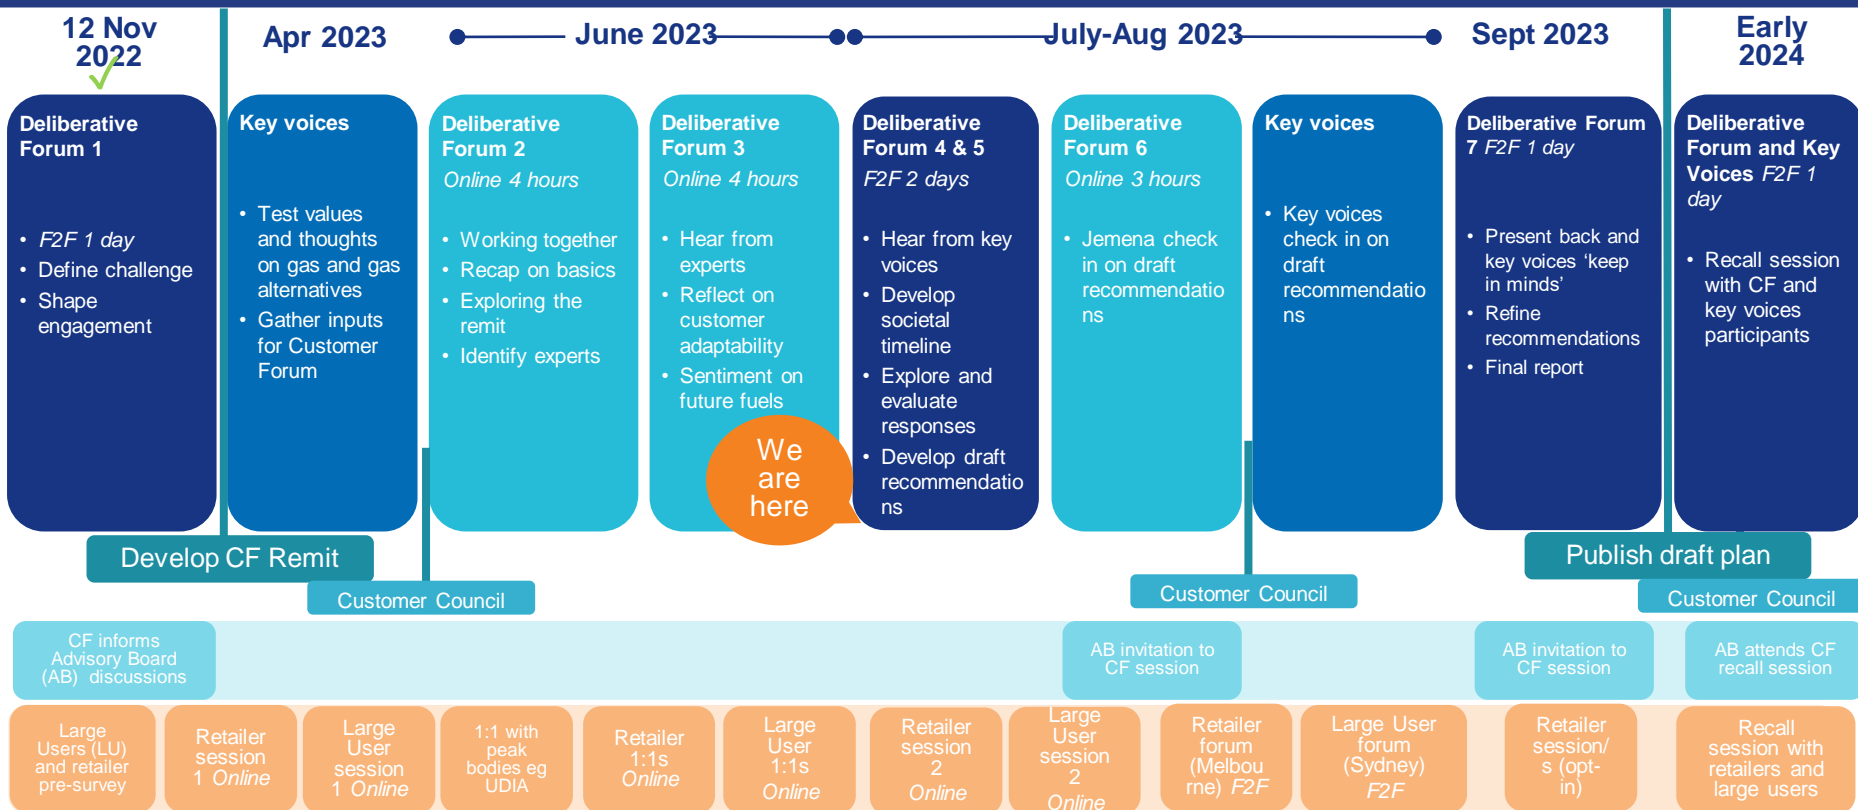 12 Nov
2022
Apr 2023
June 2023
July-Aug 2023
Sept 2023
Early
2024
Deliberative
Forum 1
• F2F 1 day
• Define challenge
• Shape
engagement
Key voices
• Test values
and thoughts
on gas and gas
alternatives
• Gather inputs
for Customer
Forum
Deliberative
Forum 2
Online 4 hours
• Working together
• Recap on basics
• Exploring the
remit
• Identify experts
Deliberative
Forum 3
Online 4 hours
• Hear from
experts
• Reflect on
customer
adaptability
• Sentiment on
future fuels
We
are
here
Deliberative
Forum 4 & 5
F2F 2 days
• Hear from key
voices
• Develop
societal
timeline
• Explore and
evaluate
responses
• Develop draft
recommendatio
ns
Deliberative
Forum 6
Online 3 hours
• Jemena check
in on draft
recommendatio
ns
Key voices
• Key voices
check in on
draft
recommendatio
ns
Deliberative Forum
7 F2F 1 day
• Present back and
key voices ‘keep
in minds’
• Refine
recommendations
• Final report
Deliberative
Forum and Key
Voices F2F 1
day
• Recall session
with CF and
key voices
participants
Develop CF Remit
Customer Council
Customer Council
Publish draft plan
Customer Council
CF informs
Advisory Board
(AB) discussions
AB invitation to
CF session
AB invitation to
CF session
AB attends CF
recall session
Large
Users (LU)
and retailer
pre-survey
Retailer
session
1 Online
Large
User
session
1 Online
1:1 with
peak
bodies eg
UDIA
Retailer
1:1s
Online
Large
User
1:1s
Online
Retailer
session
2
Online
Large
User
session
2
Online
Retailer
forum
(Melbou
rne) F2F
Large User
forum
(Sydney)
F2F
Retailer
session/
s (opt-
in)
Recall
session with
retailers and
large users